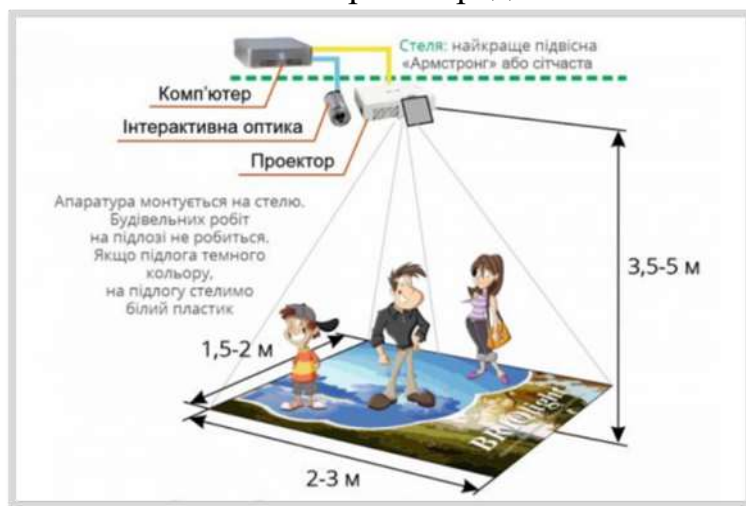 Стеля: найкраще підвісна
«Армстронг» або сітчаста
Комп'ютер
Інтерактивна оптика
Проектор
Апаратура монтується на стелю.
Будівельних робіт
на підлозі не робиться.
Якщо підлога темного
кольору,
на підлогу стелимо
білий пластик
3,5-5 м
1,5-2 м
2-3 м